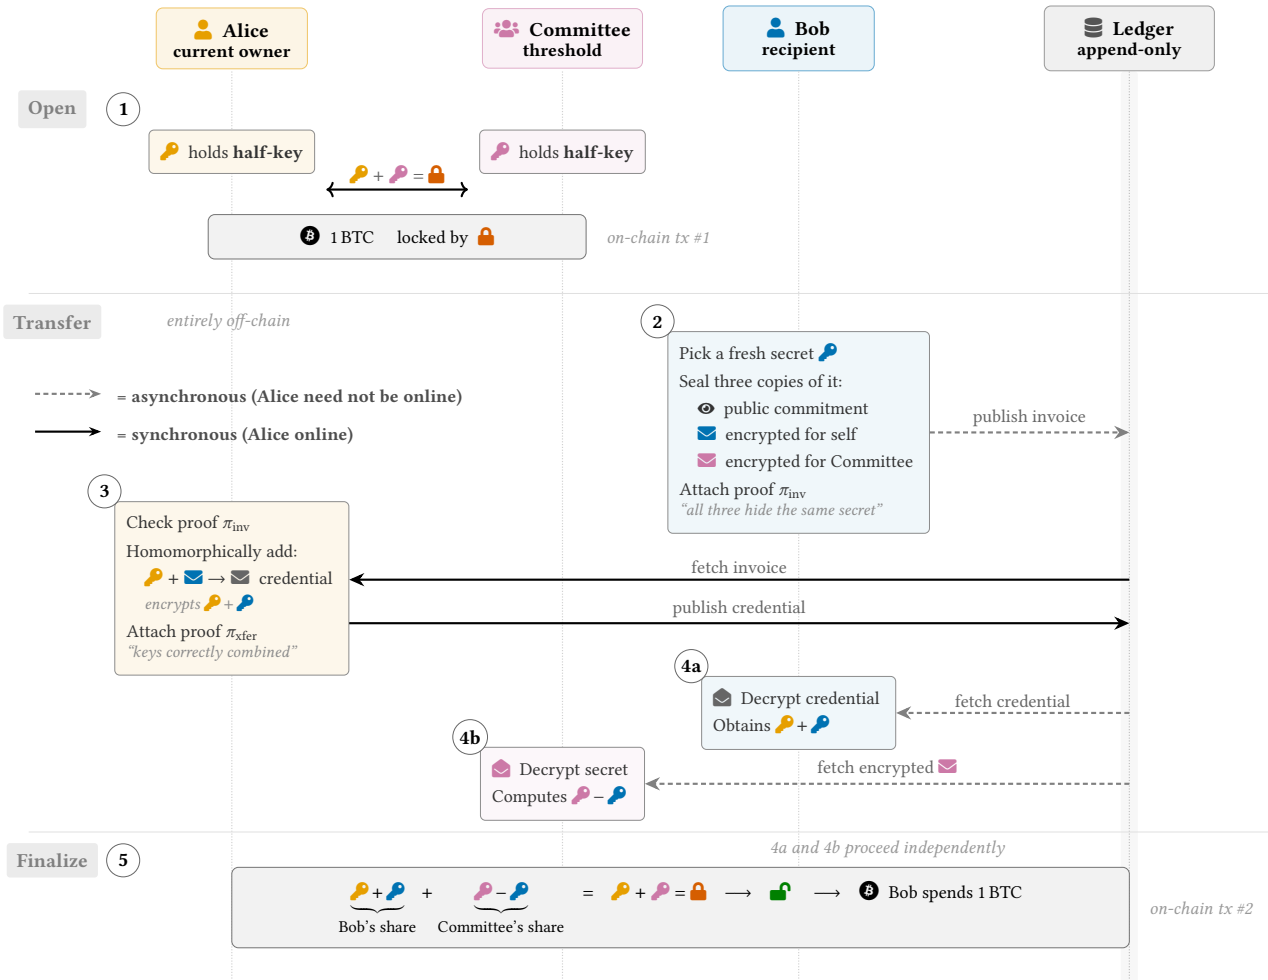 Alice
current owner
Committee
threshold
Bob
recipient
Ledger
append-only
Open
1
holds half-key
holds half-key
+ =
1 BTC locked by
on-chain tx #1
Transfer
entirely off-chain
= asynchronous (Alice need not be online)
= synchronous (Alice online)
2
Pick a fresh secret
Seal three copies of it:
public commitment
encrypted for self
encrypted for Committee
Attach proof πinv
“all three hide the same secret”
publish invoice
3
Check proof πinv
Homomorphically add:
+ → credential
encrypts +
Attach proof πxfer
“keys correctly combined”
fetch invoice
publish credential
4a
Decrypt credential
Obtains +
fetch credential
4b
Decrypt secret
Computes −
fetch encrypted
Finalize
5
4a and 4b proceed independently
+ + − = + = ⟶ ⟶ Bob spends 1 BTC
Bob’s share
Committee’s share
on-chain tx #2